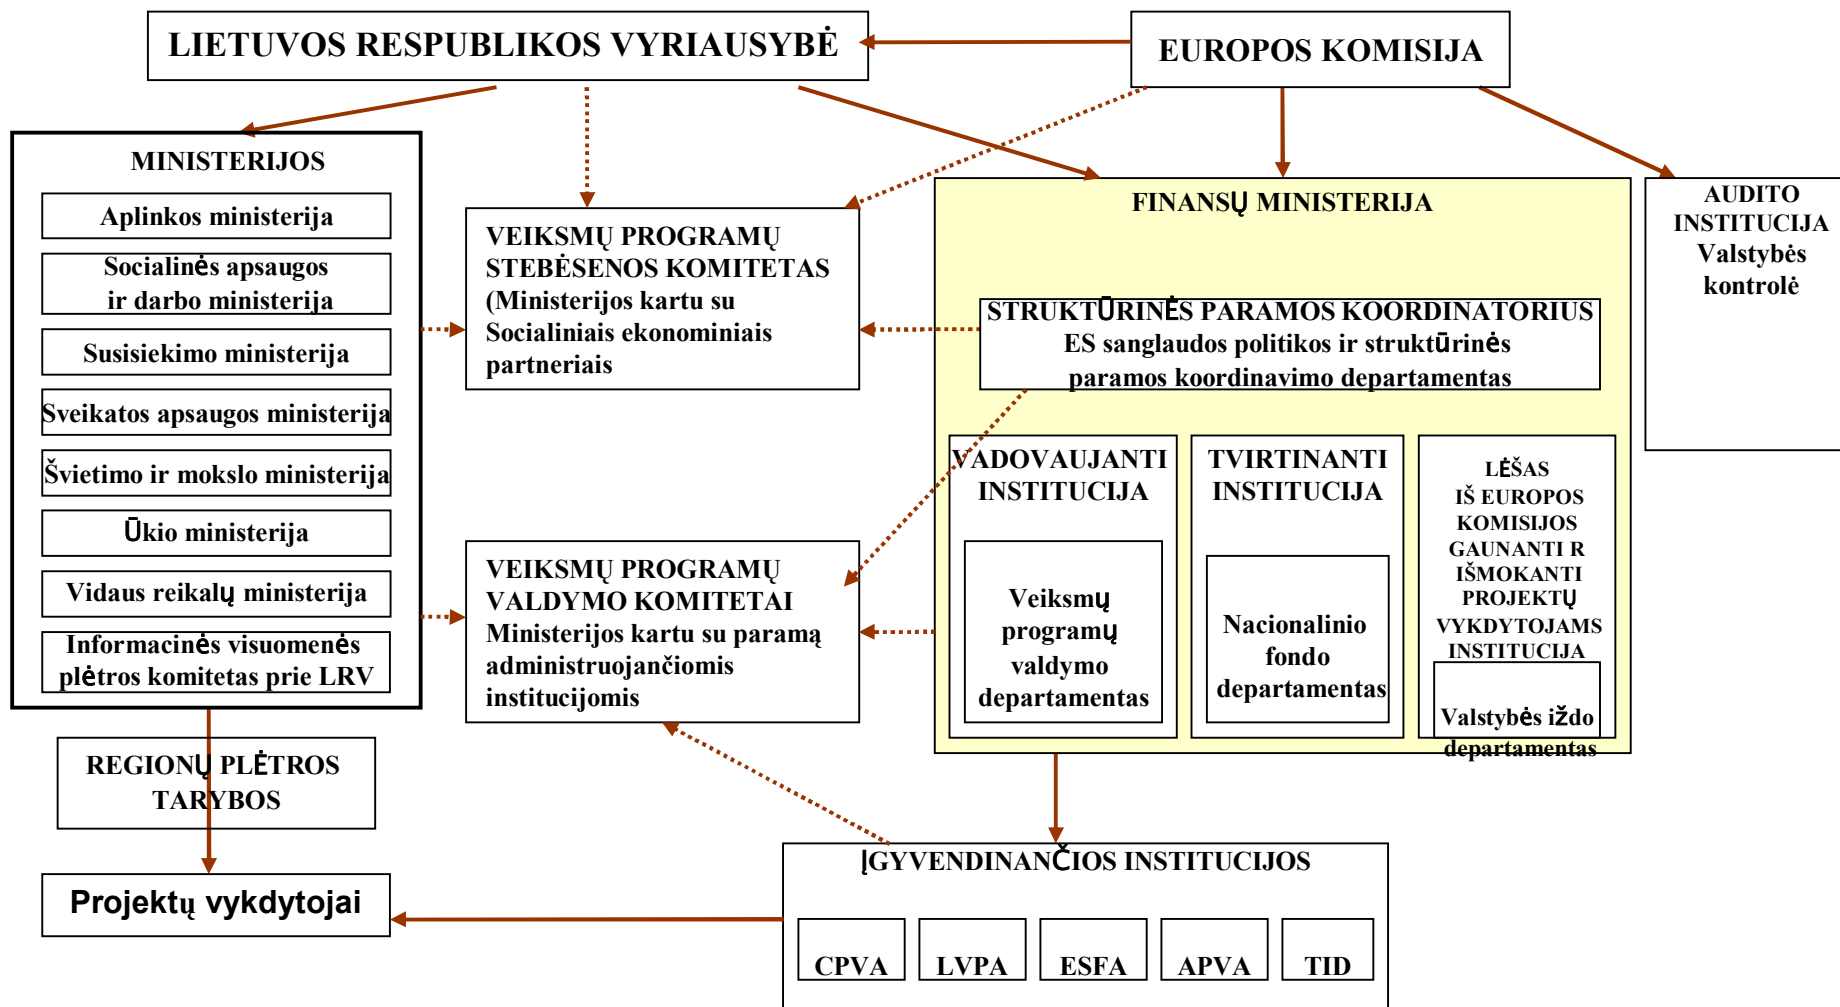 LIETUVOS RESPUBLIKOS VYRIAUSYBĖ
EUROPOS KOMISIJA
MINISTERIJOS
Aplinkos ministerija
Socialinės apsaugos
ir darbo ministerija
Susisiekimo ministerija
Sveikatos apsaugos ministerija
Švietimo ir mokslo ministerija
Ūkio ministerija
Vidaus reikalų ministerija
Informacinės visuomenės
plėtros komitetas prie LRV
VEIKSMŲ PROGRAMŲ
STEBĖSENOS KOMITETAS
(Ministerijos kartu su
Socialiniais ekonominiais
partneriais
VEIKSMŲ PROGRAMŲ
VALDYMO KOMITETAI
Ministerijos kartu su paramą
administruojančiomis
institucijomis
FINANSŲ MINISTERIJA
STRUKTŪRINĖS PARAMOS KOORDINATORIUS
ES sanglaudos politikos ir struktūrinės
paramos koordinavimo departamentas
VADOVAUJANTI
INSTITUCIJA
Veiksmų
programų
valdymo
departamentas
TVIRTINANTI
INSTITUCIJA
Nacionalinio
fondo
departamentas
LĖŠAS
IŠ EUROPOS
KOMISIJOS
GAUNANTI R
IŠMOKANTI
PROJEKTŲ
VYKDYTOJAMS
INSTITUCIJA
Valstybės iždo
departamentas
AUDITO
INSTITUCIJA
Valstybės
kontrolė
REGIONŲ PLĖTROS
TARYBOS
Projektų vykdytojai
ĮGYVENDINANČIOS INSTITUCIJOS
CPVA
LVPA
ESFA
APVA
TID